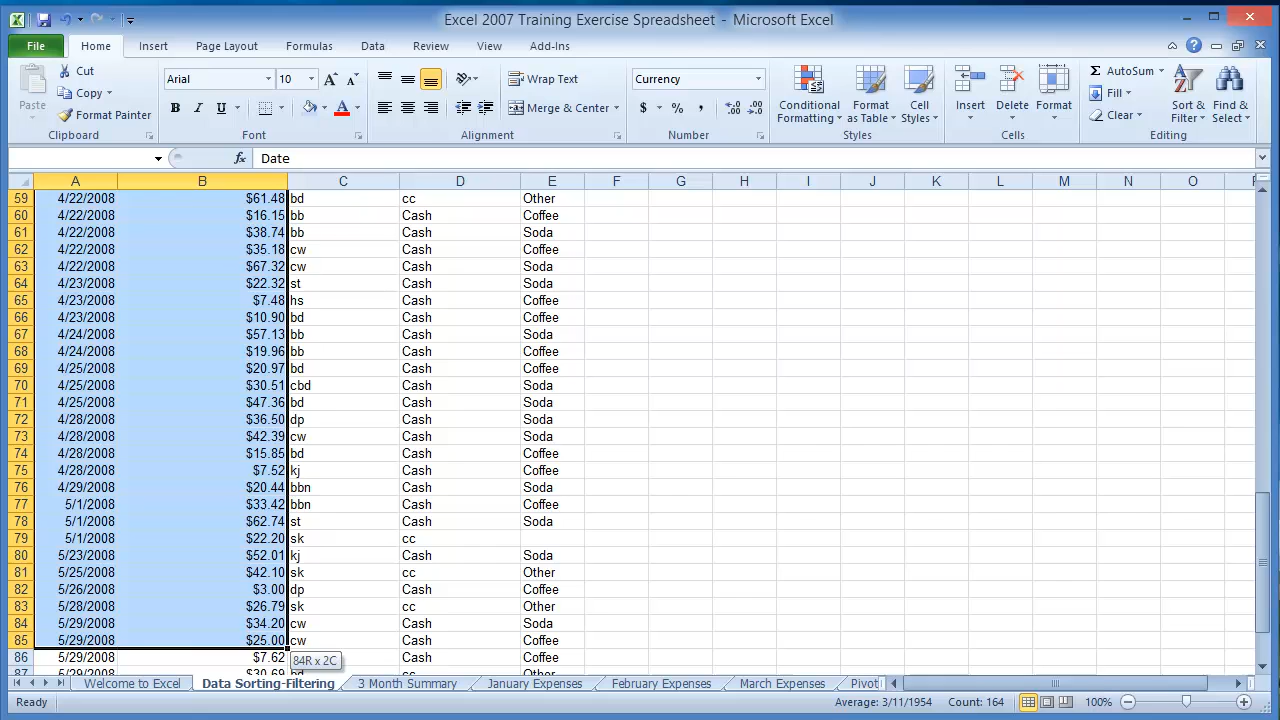 Excel 2007 Training Exercise Spreadsheet - Microsoft Excel
File Home Insert Page Layout Formulas Data Review View Add-Ins
Paste Cut Copy Format Painter Clipboard
Arial 10 B I U A Font
Wrap Text Merge & Center Alignment
Currency $ % , Number
Conditional Formatting Format as Table Cell Styles Styles
Insert Delete Format Cells
Σ AutoSum Fill Clear Sort & Filter Find & Select Editing
fx Date
A B C D E F G H I J K L M N O
59 4/22/2008 $61.48 bd cc Other
60 4/22/2008 $16.15 bb Cash Coffee
61 4/22/2008 $38.74 bb Cash Soda
62 4/22/2008 $35.18 cw Cash Coffee
63 4/22/2008 $67.32 cw Cash Soda
64 4/23/2008 $22.32 st Cash Soda
65 4/23/2008 $7.48 hs Cash Coffee
66 4/23/2008 $10.90 bd Cash Coffee
67 4/24/2008 $57.13 bb Cash Soda
68 4/24/2008 $19.96 bb Cash Coffee
69 4/25/2008 $20.97 bd Cash Coffee
70 4/25/2008 $30.51 cbd Cash Soda
71 4/25/2008 $47.36 bd Cash Soda
72 4/28/2008 $36.50 dp Cash Soda
73 4/28/2008 $42.39 cw Cash Soda
74 4/28/2008 $15.85 bd Cash Coffee
75 4/28/2008 $7.52 kj Cash Coffee
76 4/29/2008 $20.44 bbn Cash Soda
77 5/1/2008 $33.42 bbn Cash Coffee
78 5/1/2008 $62.74 st Cash Soda
79 5/1/2008 $22.20 sk cc
80 5/23/2008 $52.01 kj Cash Soda
81 5/25/2008 $42.10 sk cc Other
82 5/26/2008 $3.00 dp Cash Coffee
83 5/28/2008 $26.79 sk cc Other
84 5/29/2008 $34.20 cw Cash Soda
85 5/29/2008 $25.00 cw Cash Coffee
86 5/29/2008 $7.62 Cash Coffee
84R x 2C
87 5/29/2008 $30.69 bd
Welcome to Excel Data Sorting-Filtering 3 Month Summary January Expenses February Expenses March Expenses Pivot
Ready Average: 3/11/1954 Count: 164 100%